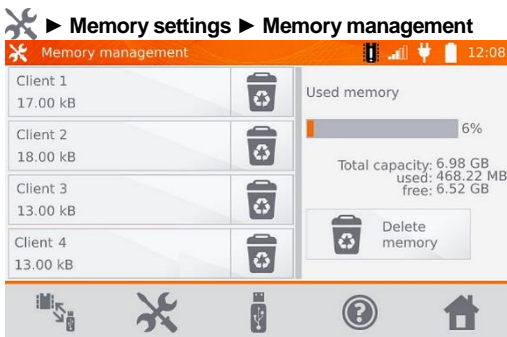 ► Memory settings ► Memory management
Memory management 12:08
Client 1
17.00 kB
Client 2
18.00 kB
Client 3
13.00 kB
Client 4
13.00 kB
Used memory
6%
Total capacity: 6.98 GB
used: 468.22 MB
free: 6.52 GB
Delete
memory